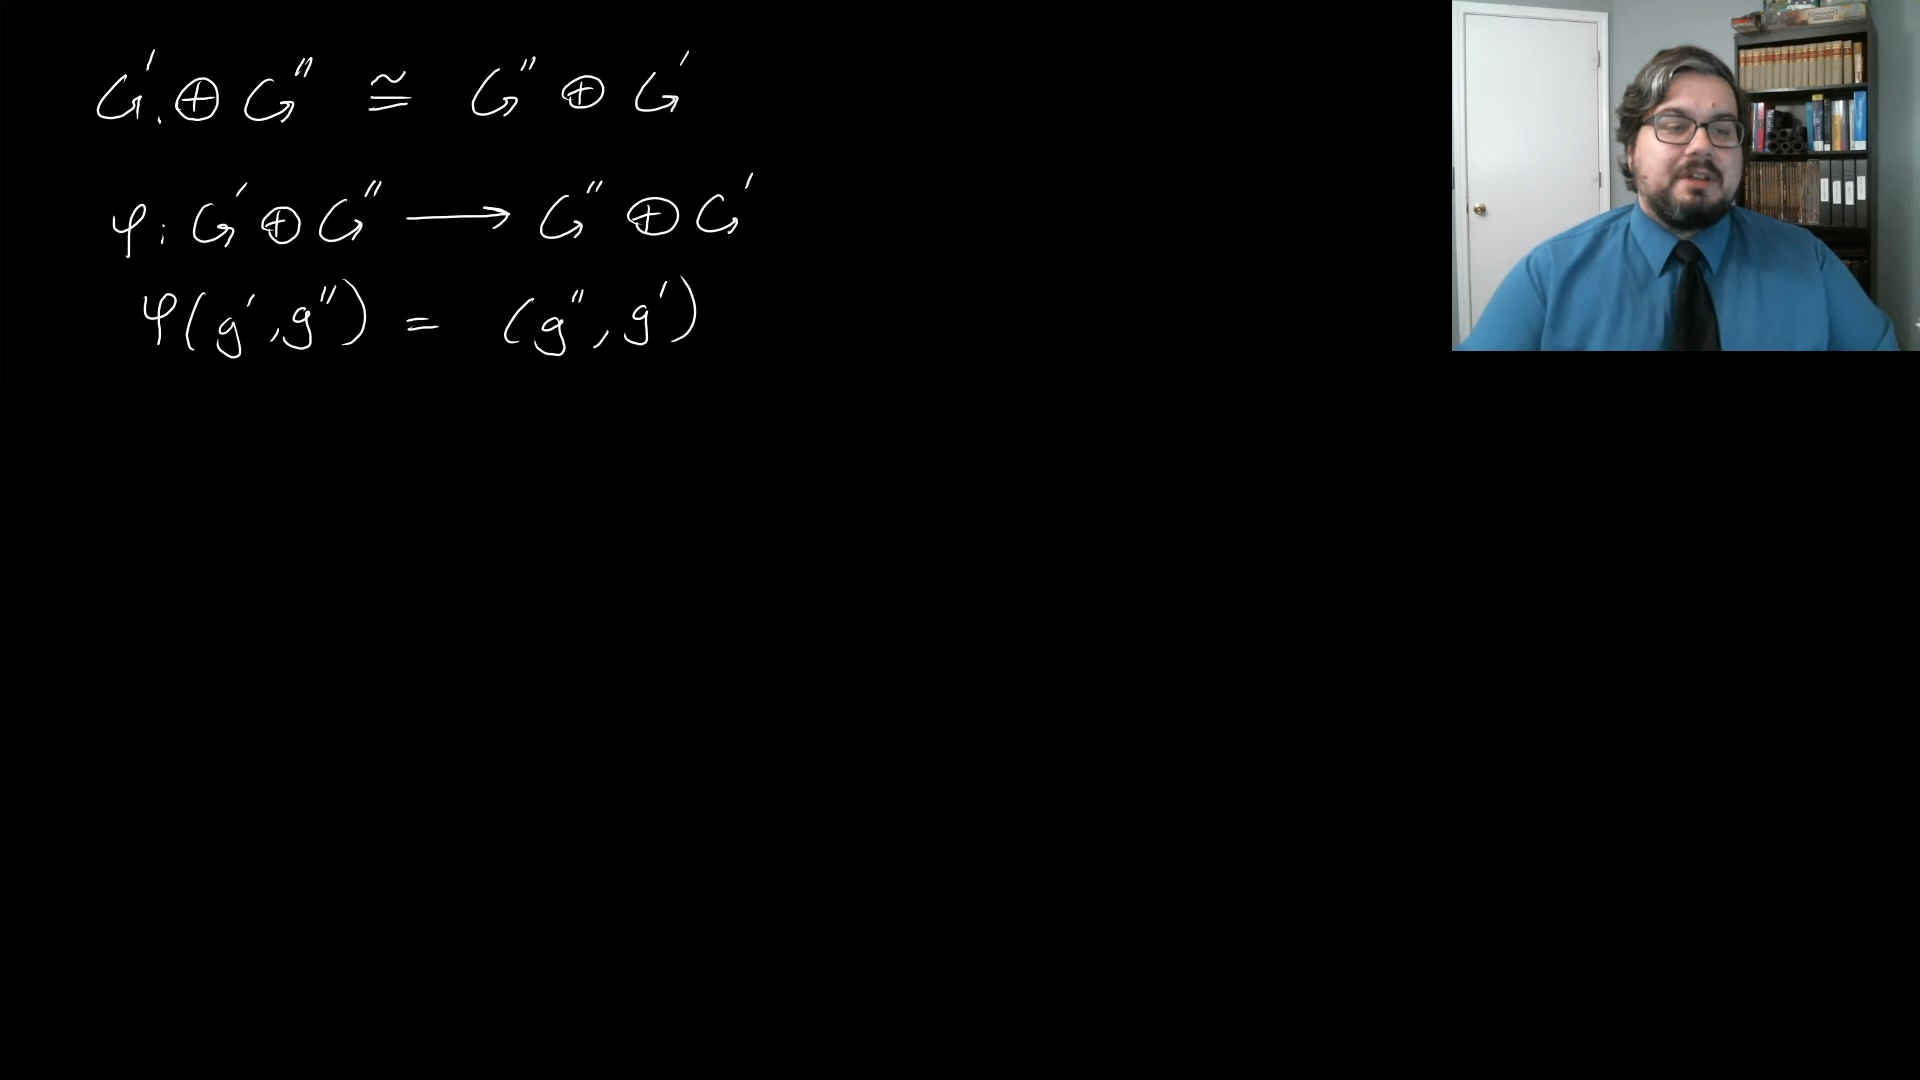 G' ⊕ G'' ≅ G'' ⊕ G'
φ: G' ⊕ G'' ⟶ G'' ⊕ G'
φ(g', g'') = (g'', g')